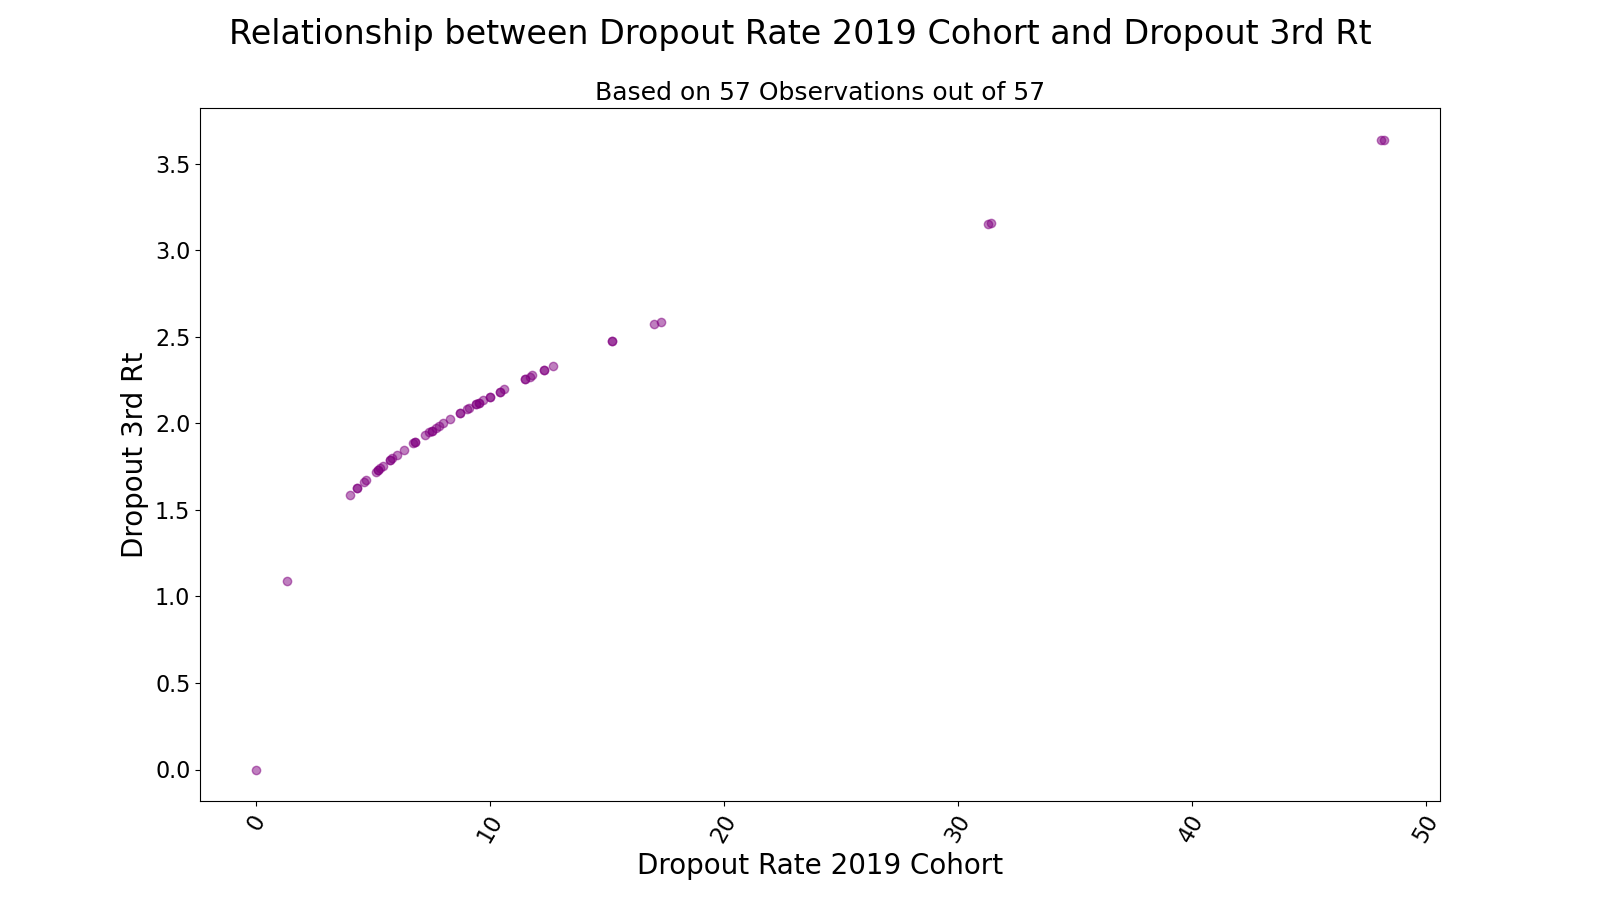 Relationship between Dropout Rate 2019 Cohort and Dropout 3rd Rt
Based on 57 Observations out of 57
3.5
3.0
2.5
2.0
1.5
1.0
0.5
0.0
Dropout 3rd Rt
0 10 20 30 40 50
Dropout Rate 2019 Cohort